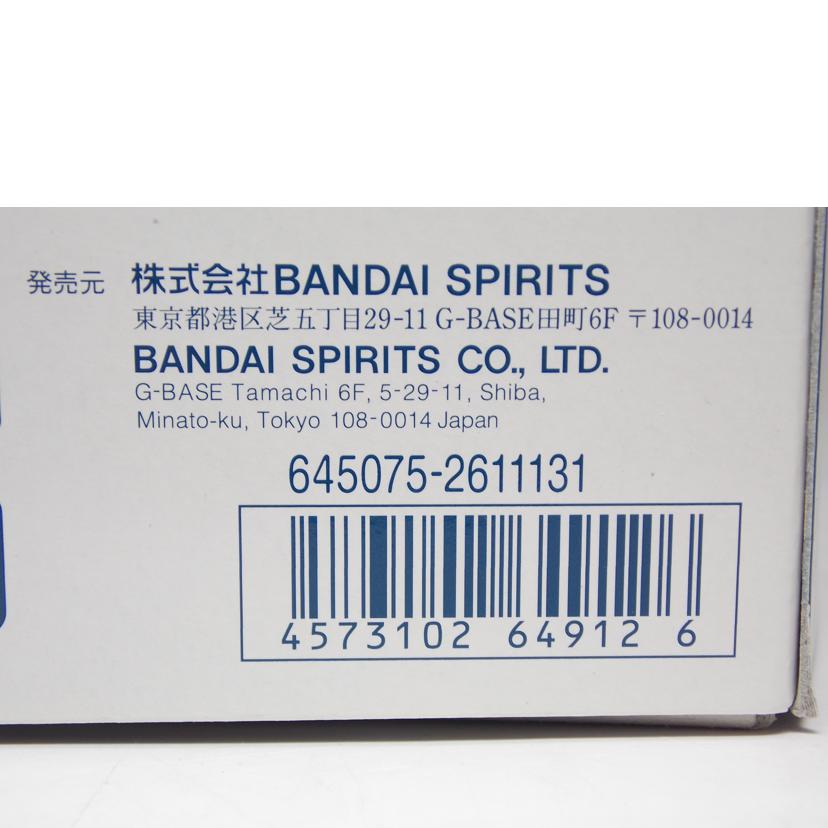 発売元 株式会社BANDAI SPIRITS
東京都港区芝五丁目29-11 G-BASE田町6F 〒108-0014
BANDAI SPIRITS CO., LTD.
G-BASE Tamachi 6F, 5-29-11, Shiba,
Minato-ku, Tokyo 108-0014 Japan
645075-2611131
4573102 64912 6